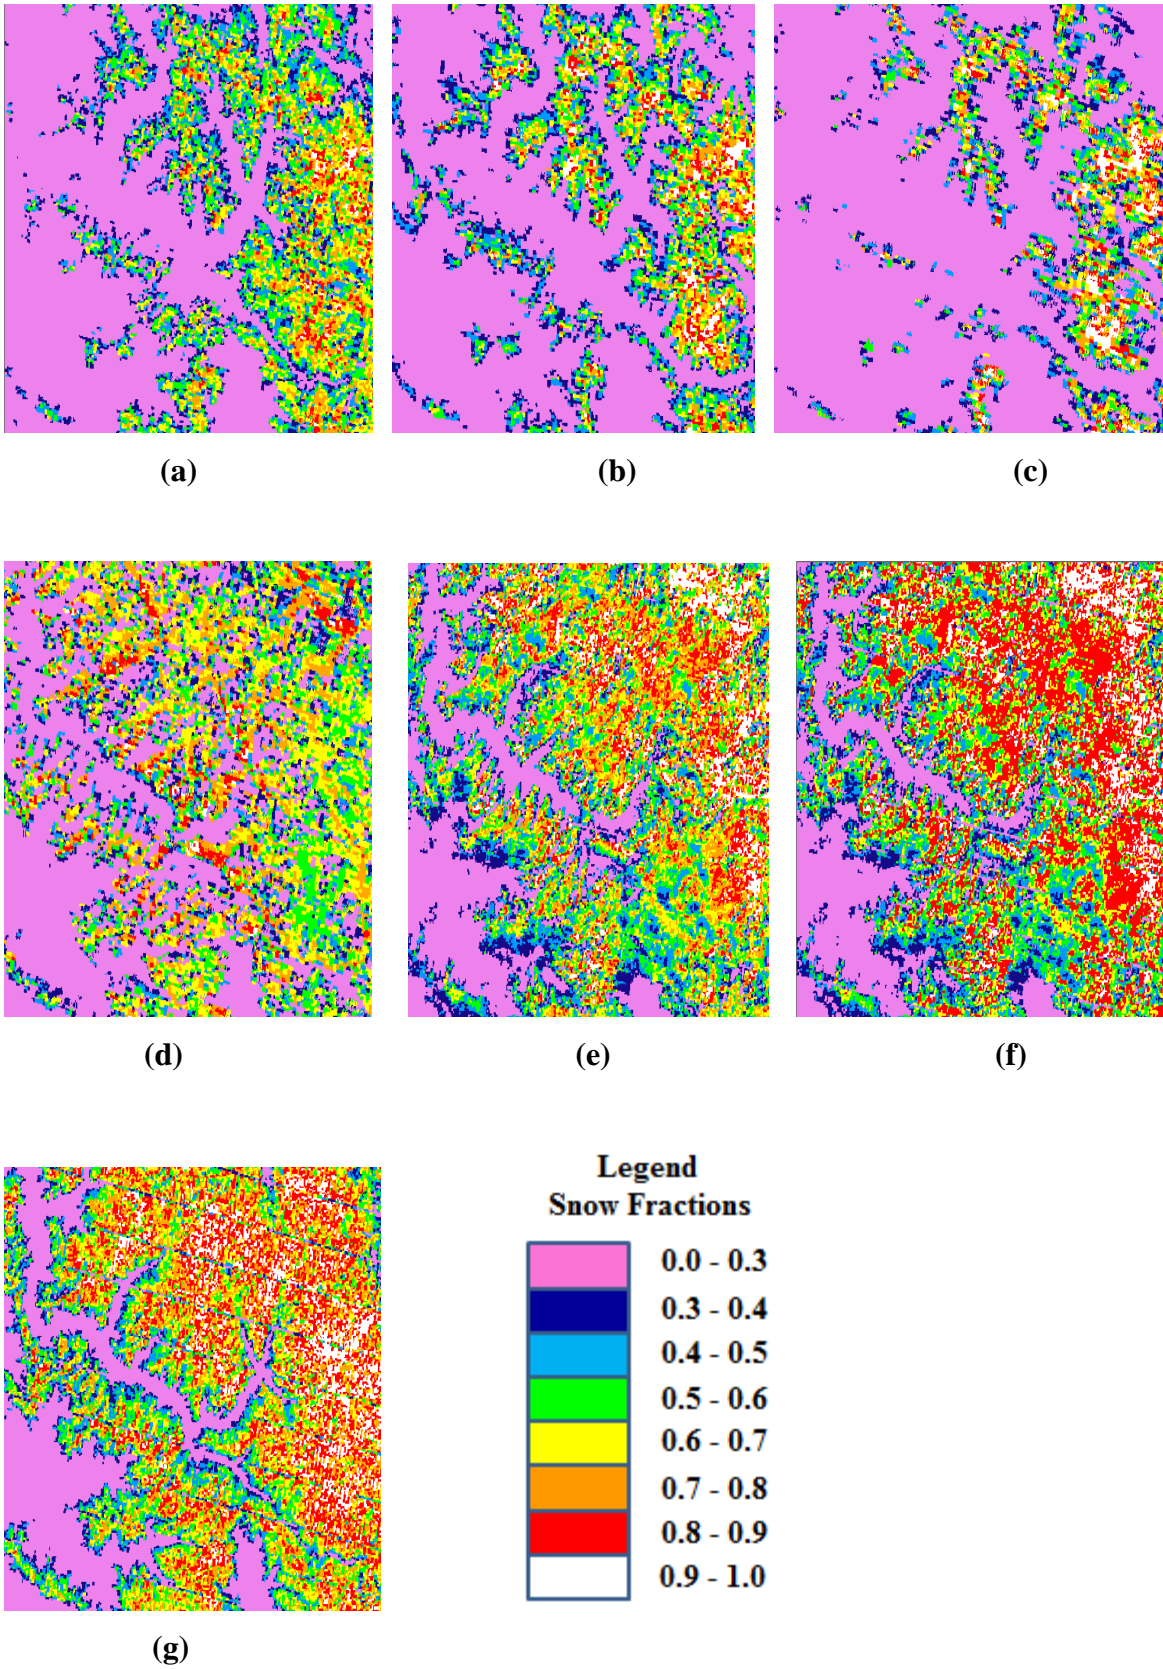 (a)
(b)
(c)
(d)
(e)
(f)
Legend
Snow Fractions
0.0 - 0.3
0.3 - 0.4
0.4 - 0.5
0.5 - 0.6
0.6 - 0.7
0.7 - 0.8
0.8 - 0.9
0.9 - 1.0
(g)